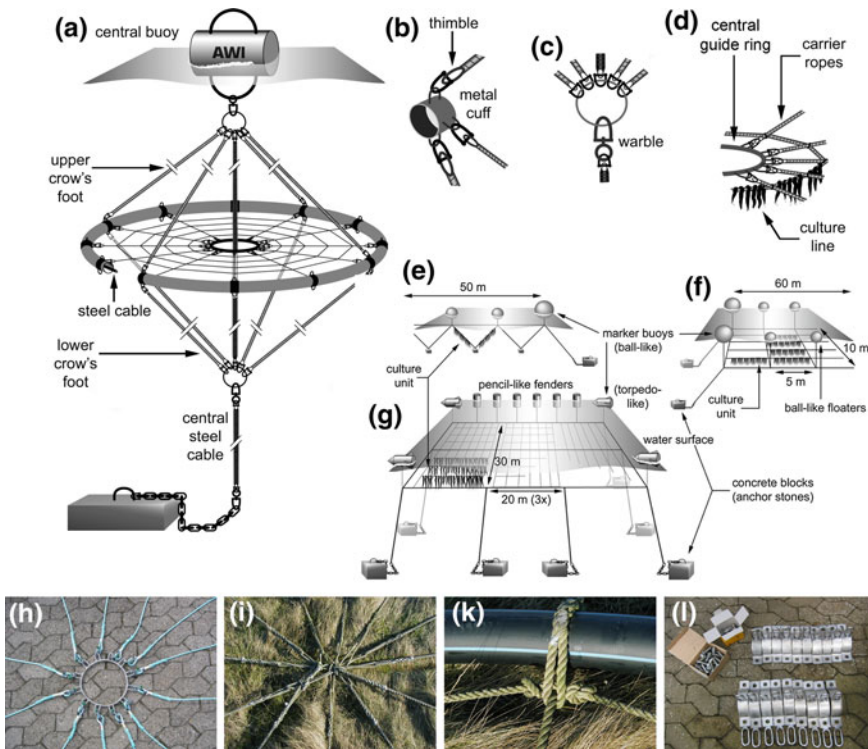 (a)
central buoy
AWI
upper
crow's
foot
steel cable
lower
crow's
foot
central
steel
cable
(b)
thimble
metal
cuff
(c)
warble
(d)
central
guide ring
carrier
ropes
culture
line
(e)
50 m
marker buoys
(ball-like)
culture
unit
(torpedo-
like)
(f)
60 m
10 m
5 m
culture
unit
ball-like floaters
(g)
pencil-like fenders
water surface
30 m
20 m (3x)
concrete blocks
(anchor stones)
(h)
(i)
(k)
(l)